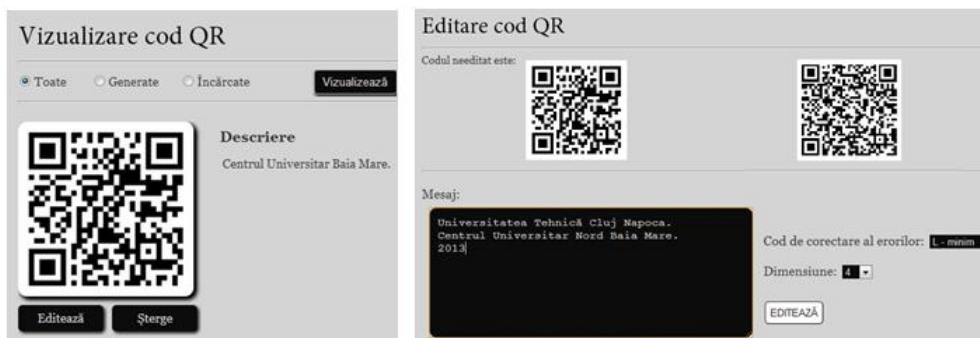 Vizualizare cod QR
Toate Generate Încărcate Vizualizează
Descriere
Centrul Universitar Baia Mare.
Editează Șterge
Editare cod QR
Codul needitat este:
Mesaj:
Universitatea Tehnică Cluj Napoca.
Centrul Universitar Nord Baia Mare.
2013
Cod de corectare al erorilor: L - minim
Dimensiune: 4
EDITEAZĂ